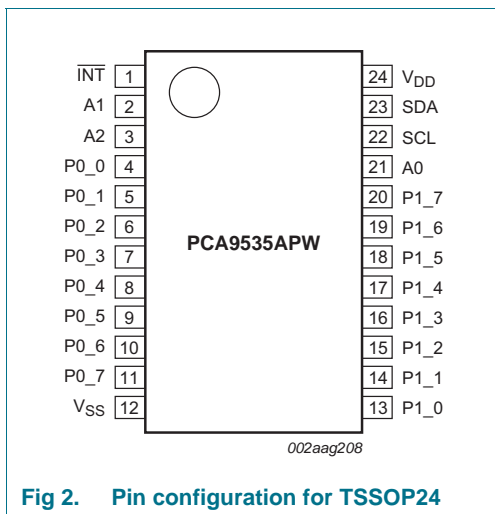 INT 1
A1 2
A2 3
P0_0 4
P0_1 5
P0_2 6
P0_3 7
P0_4 8
P0_5 9
P0_6 10
P0_7 11
VSS 12
PCA9535APW
24 VDD
23 SDA
22 SCL
21 A0
20 P1_7
19 P1_6
18 P1_5
17 P1_4
16 P1_3
15 P1_2
14 P1_1
13 P1_0
002aag208
Fig 2. Pin configuration for TSSOP24